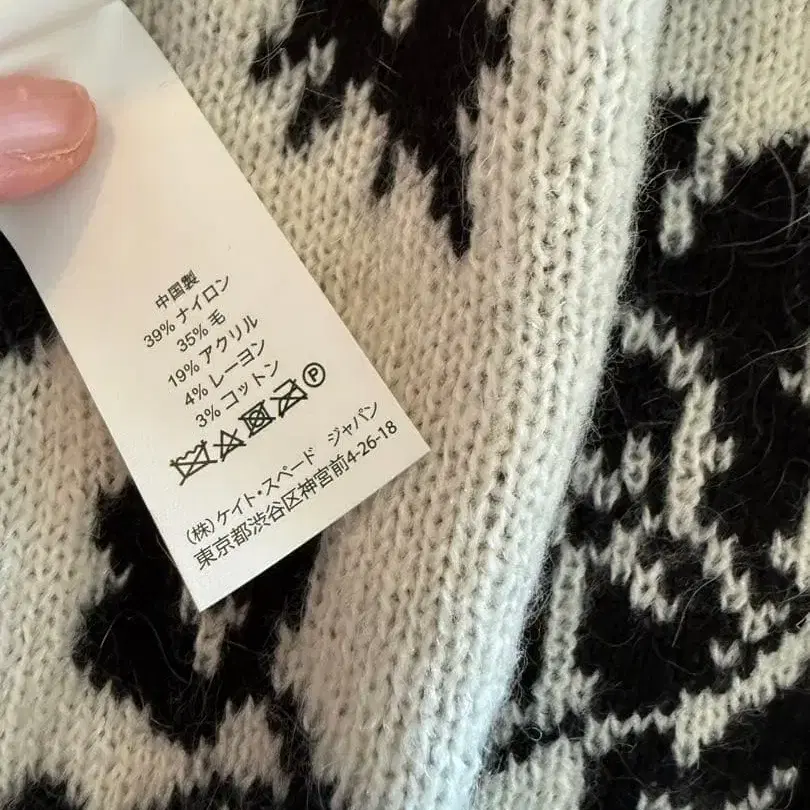 中国製
39% ナイロン
35% 毛
19% アクリル
4% レーヨン
3% コットン
P
(株)ケイト・スペード ジャパン
東京都渋谷区神宮前4-26-18